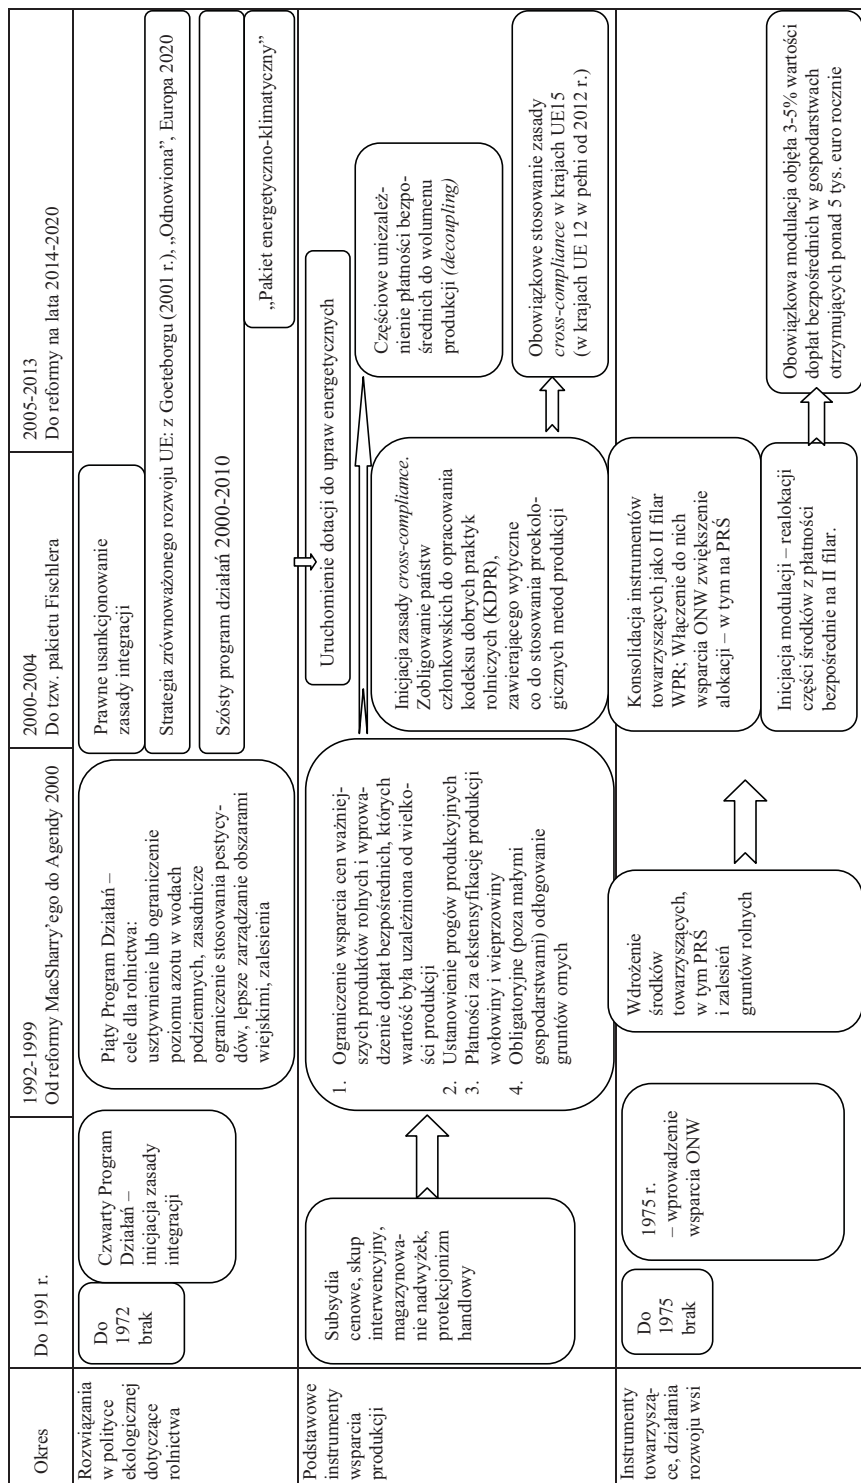 Okres
Do 1991 r.
1992-1999
Od reformy MacSharry’ego do Agendy 2000
2000-2004
Do tzw. pakietu Fischlera
2005-2013
Do reformy na lata 2014-2020
Rozwiązania
w polityce
ekologicznej
dotyczące
rolnictwa
Do
1972
brak
Czwarty Program
Działań –
inicjacja zasady
integracji
Piąty Program Działań –
cele dla rolnictwa:
usztywnienie lub ograniczenie
poziomu azotu w wodach
podziemnych, zasadnicze
ograniczenie stosowania pestycy-
dów, lepsze zarządzanie obszarami
wiejskimi, zalesienia
Prawne usankcjonowanie
zasady integracji
Strategia zrównoważonego rozwoju UE: z Goeteborgu (2001 r.), „Odnowiona”, Europa 2020
Szósty program działań 2000-2010
„Pakiet energetyczno-klimatyczny”
Podstawowe
instrumenty
wsparcia
produkcji
Subsydia
cenowe, skup
interwencyjny,
magazynowa-
nie nadwyżek,
protekcjonizm
handlowy
1. Ograniczenie wsparcia cen ważniej-
szych produktów rolnych i wprowa-
dzenie dopłat bezpośrednich, których
wartość była uzależniona od wielko-
ści produkcji
2. Ustanowienie progów produkcyjnych
3. Płatności za ekstensyfikację produkcji
wołowiny i wieprzowiny
4. Obligatoryjne (poza małymi
gospodarstwami) odłogowanie
gruntów ornych
Uruchomienie dotacji do upraw energetycznych
Inicjacja zasady cross-compliance.
Zobligowanie państw
członkowskich do opracowania
kodeksu dobrych praktyk
rolniczych (KDPR),
zawierającego wytyczne
co do stosowania proekolo-
gicznych metod produkcji
Częściowe uniezależ-
nienie płatności bezpo-
średnich do wolumenu
produkcji (decoupling)
Obowiązkowe stosowanie zasady
cross-compliance w krajach UE15
(w krajach UE 12 w pełni od 2012 r.)
Instrumenty
towarzyszą-
ce, działania
rozwoju wsi
Do
1975
brak
1975 r.
– wprowadzenie
wsparcia ONW
Wdrożenie
środków
towarzyszących,
w tym PRŚ
i zalesień
gruntów rolnych
Konsolidacja instrumentów
towarzyszących jako II filar
WPR; Włączenie do nich
wsparcia ONW zwiększenie
alokacji – w tym na PRŚ
Inicjacja modulacji – realokacji
części środków z płatności
bezpośrednie na II filar.
Obowiązkowa modulacja objęła 3-5% wartości
dopłat bezpośrednich w gospodarstwach
otrzymujących ponad 5 tys. euro rocznie